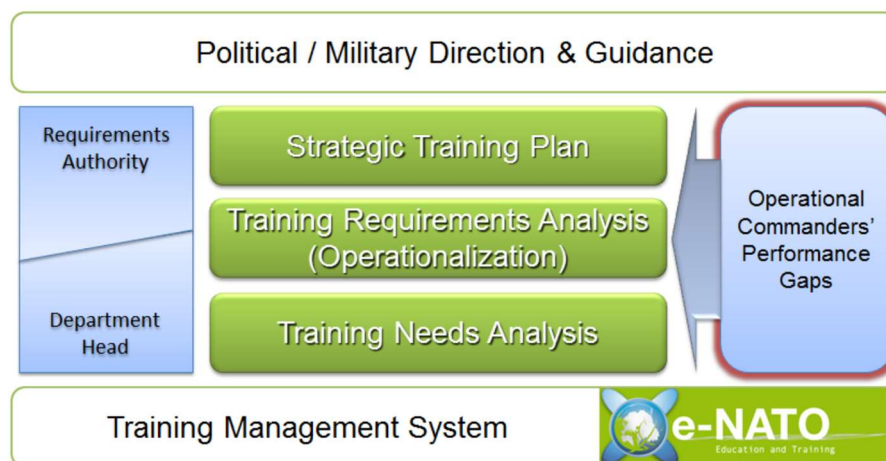 Political / Military Direction & Guidance
Requirements
Authority
Strategic Training Plan
Training Requirements Analysis
(Operationalization)
Operational
Commanders’
Performance
Gaps
Department
Head
Training Needs Analysis
Training Management System
e-NATO
Education and Training